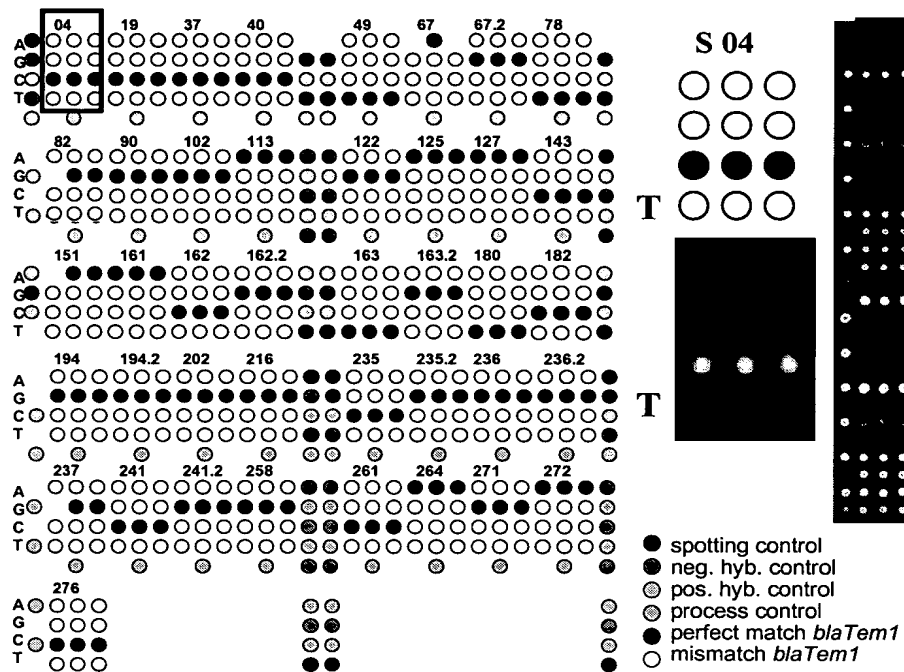 04 19 37 40 49 67 67.2 78
A
G
C
T
82 90 102 113 122 125 127 143
A
G
C
T
151 161 162 162.2 163 163.2 180 182
A
G
C
T
194 194.2 202 216 235 235.2 236 236.2
A
G
C
T
237 241 241.2 258 261 264 271 272
A
G
C
T
276
A
G
C
T
S 04
T
T
spotting control
neg. hyb. control
pos. hyb. control
process control
perfect match blaTem1
mismatch blaTem1